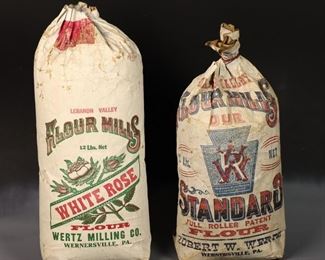 LEBANON VALLEY
FLOUR MILLS
12 Lbs. Net
WHITE ROSE
FLOUR
WERTZ MILLING CO.
WERNERSVILLE, PA.
FLOUR MILLS
OUR
NET
STANDARD
FULL ROLLER PATENT
FLOUR
ROBERT W. WERTZ
WERNERSVILLE, PA.